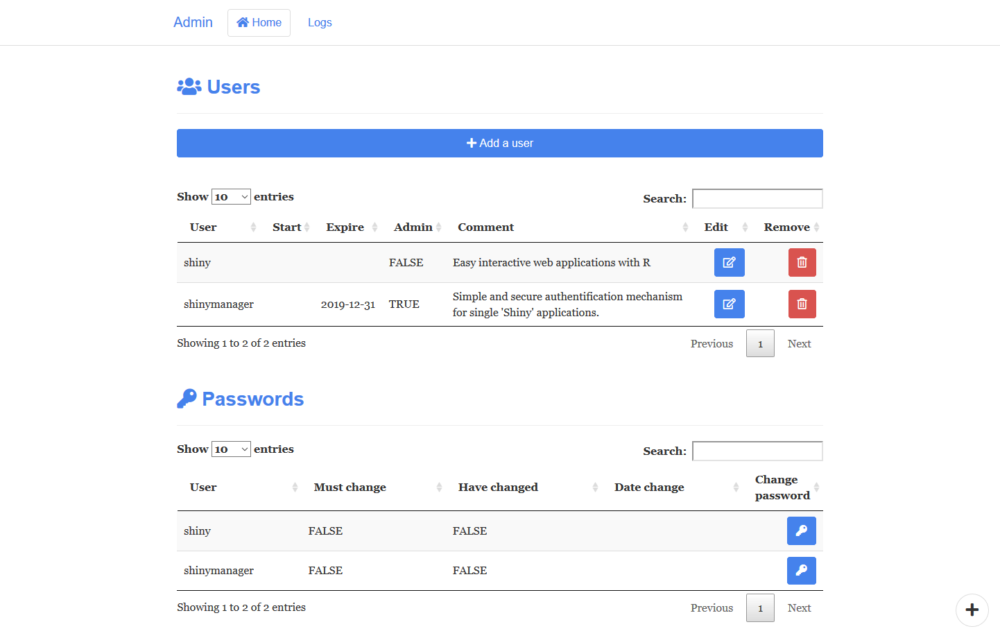 Admin Home Logs
Users
Add a user
Show 10 entries Search:
User Start Expire Admin Comment Edit Remove
shiny FALSE Easy interactive web applications with R
shinymanager 2019-12-31 TRUE Simple and secure authentification mechanism
for single 'Shiny' applications.
Showing 1 to 2 of 2 entries Previous 1 Next
Passwords
Show 10 entries Search:
User Must change Have changed Date change Change
password
shiny FALSE FALSE
shinymanager FALSE FALSE
Showing 1 to 2 of 2 entries Previous 1 Next